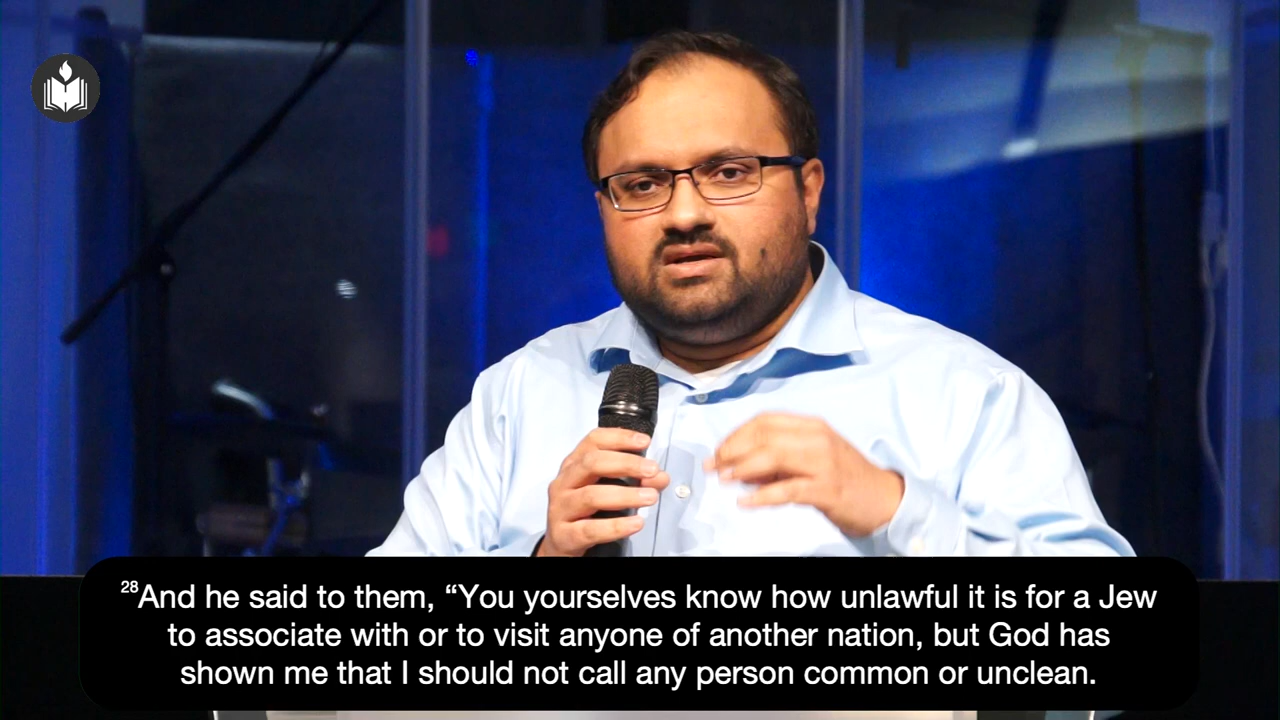 28And he said to them, “You yourselves know how unlawful it is for a Jew
to associate with or to visit anyone of another nation, but God has
shown me that I should not call any person common or unclean.